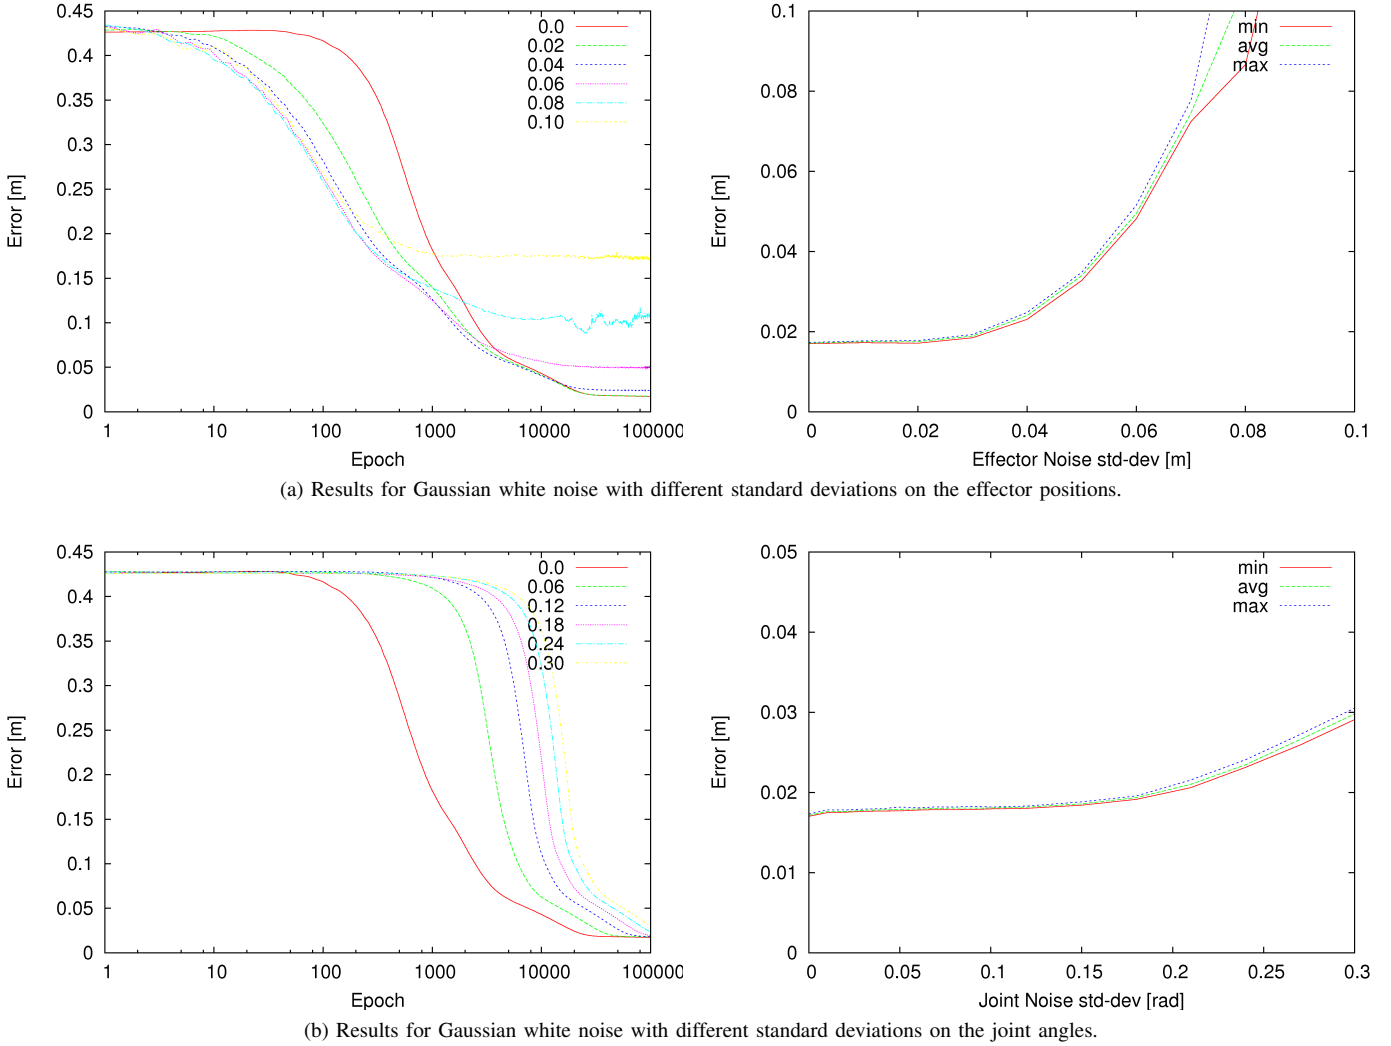 0.45
0.4
0.35
0.3
0.25
0.2
0.15
0.1
0.05
0
Error [m]
1 10 100 1000 10000 100000
Epoch
0.0
0.02
0.04
0.06
0.08
0.10
0.1
0.08
0.06
0.04
0.02
0
Error [m]
0 0.02 0.04 0.06 0.08 0.1
Effector Noise std-dev [m]
min
avg
max
(a) Results for Gaussian white noise with different standard deviations on the effector positions.
0.45
0.4
0.35
0.3
0.25
0.2
0.15
0.1
0.05
0
Error [m]
1 10 100 1000 10000 100000
Epoch
0.0
0.06
0.12
0.18
0.24
0.30
0.05
0.04
0.03
0.02
0.01
0
Error [m]
0 0.05 0.1 0.15 0.2 0.25 0.3
Joint Noise std-dev [rad]
min
avg
max
(b) Results for Gaussian white noise with different standard deviations on the joint angles.